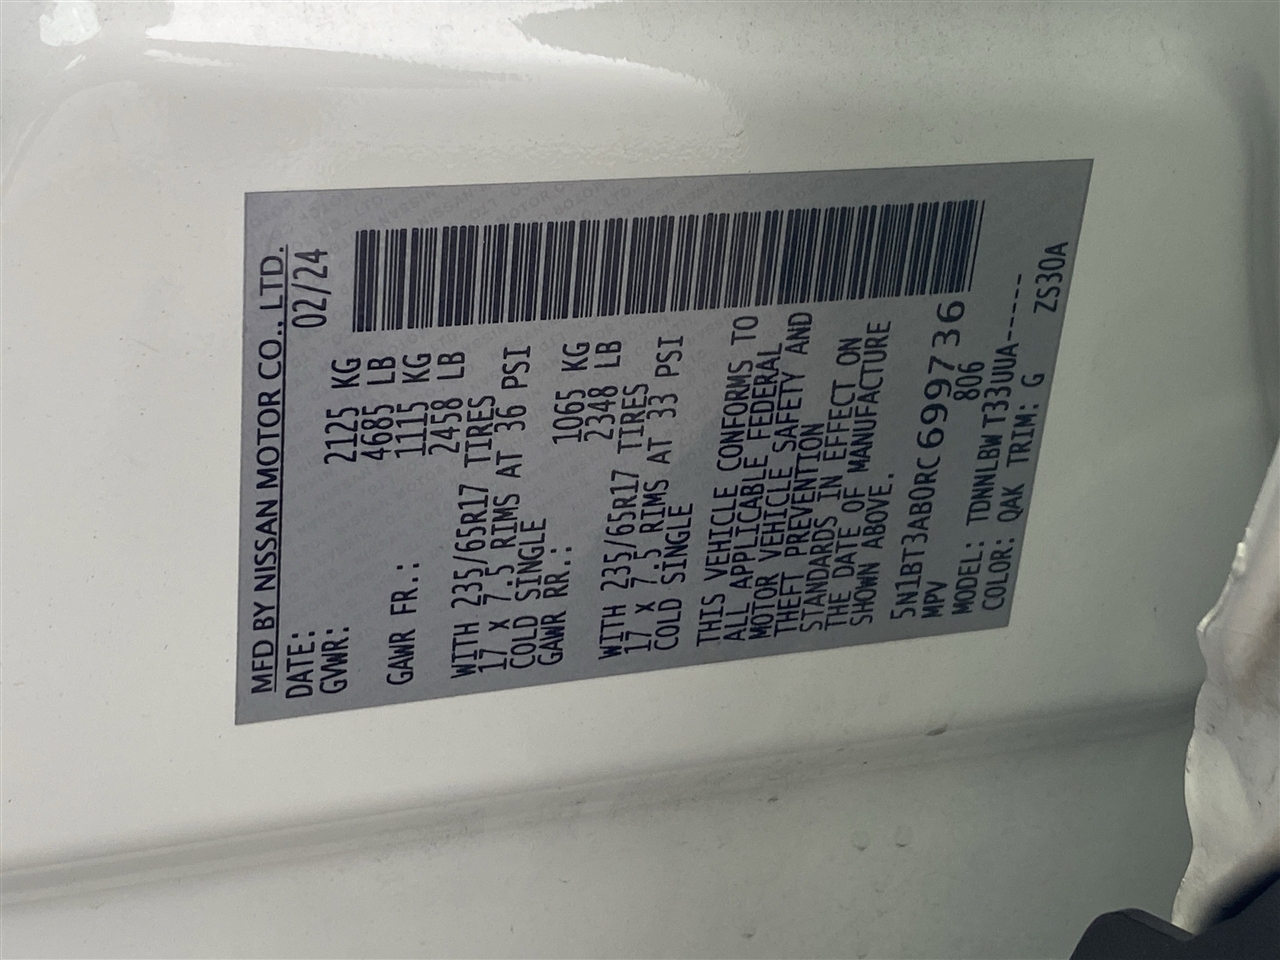 MFD BY NISSAN MOTOR CO., LTD.
DATE: 02/24
GVWR: 2125 KG
4685 LB
GAWR FR.: 1115 KG
2458 LB
WITH 235/65R17 TIRES
17 X 7.5 RIMS AT 36 PSI
COLD SINGLE
GAWR RR.: 1065 KG
2348 LB
WITH 235/65R17 TIRES
17 X 7.5 RIMS AT 33 PSI
COLD SINGLE
THIS VEHICLE CONFORMS TO
ALL APPLICABLE FEDERAL
MOTOR VEHICLE SAFETY AND
THEFT PREVENTION
STANDARDS IN EFFECT ON
THE DATE OF MANUFACTURE
SHOWN ABOVE.
5N1BT3AB0RC699736
MPV 806
MODEL: TDNNLBWT33UUA-----
COLOR: QAK TRIM: G ZS30A